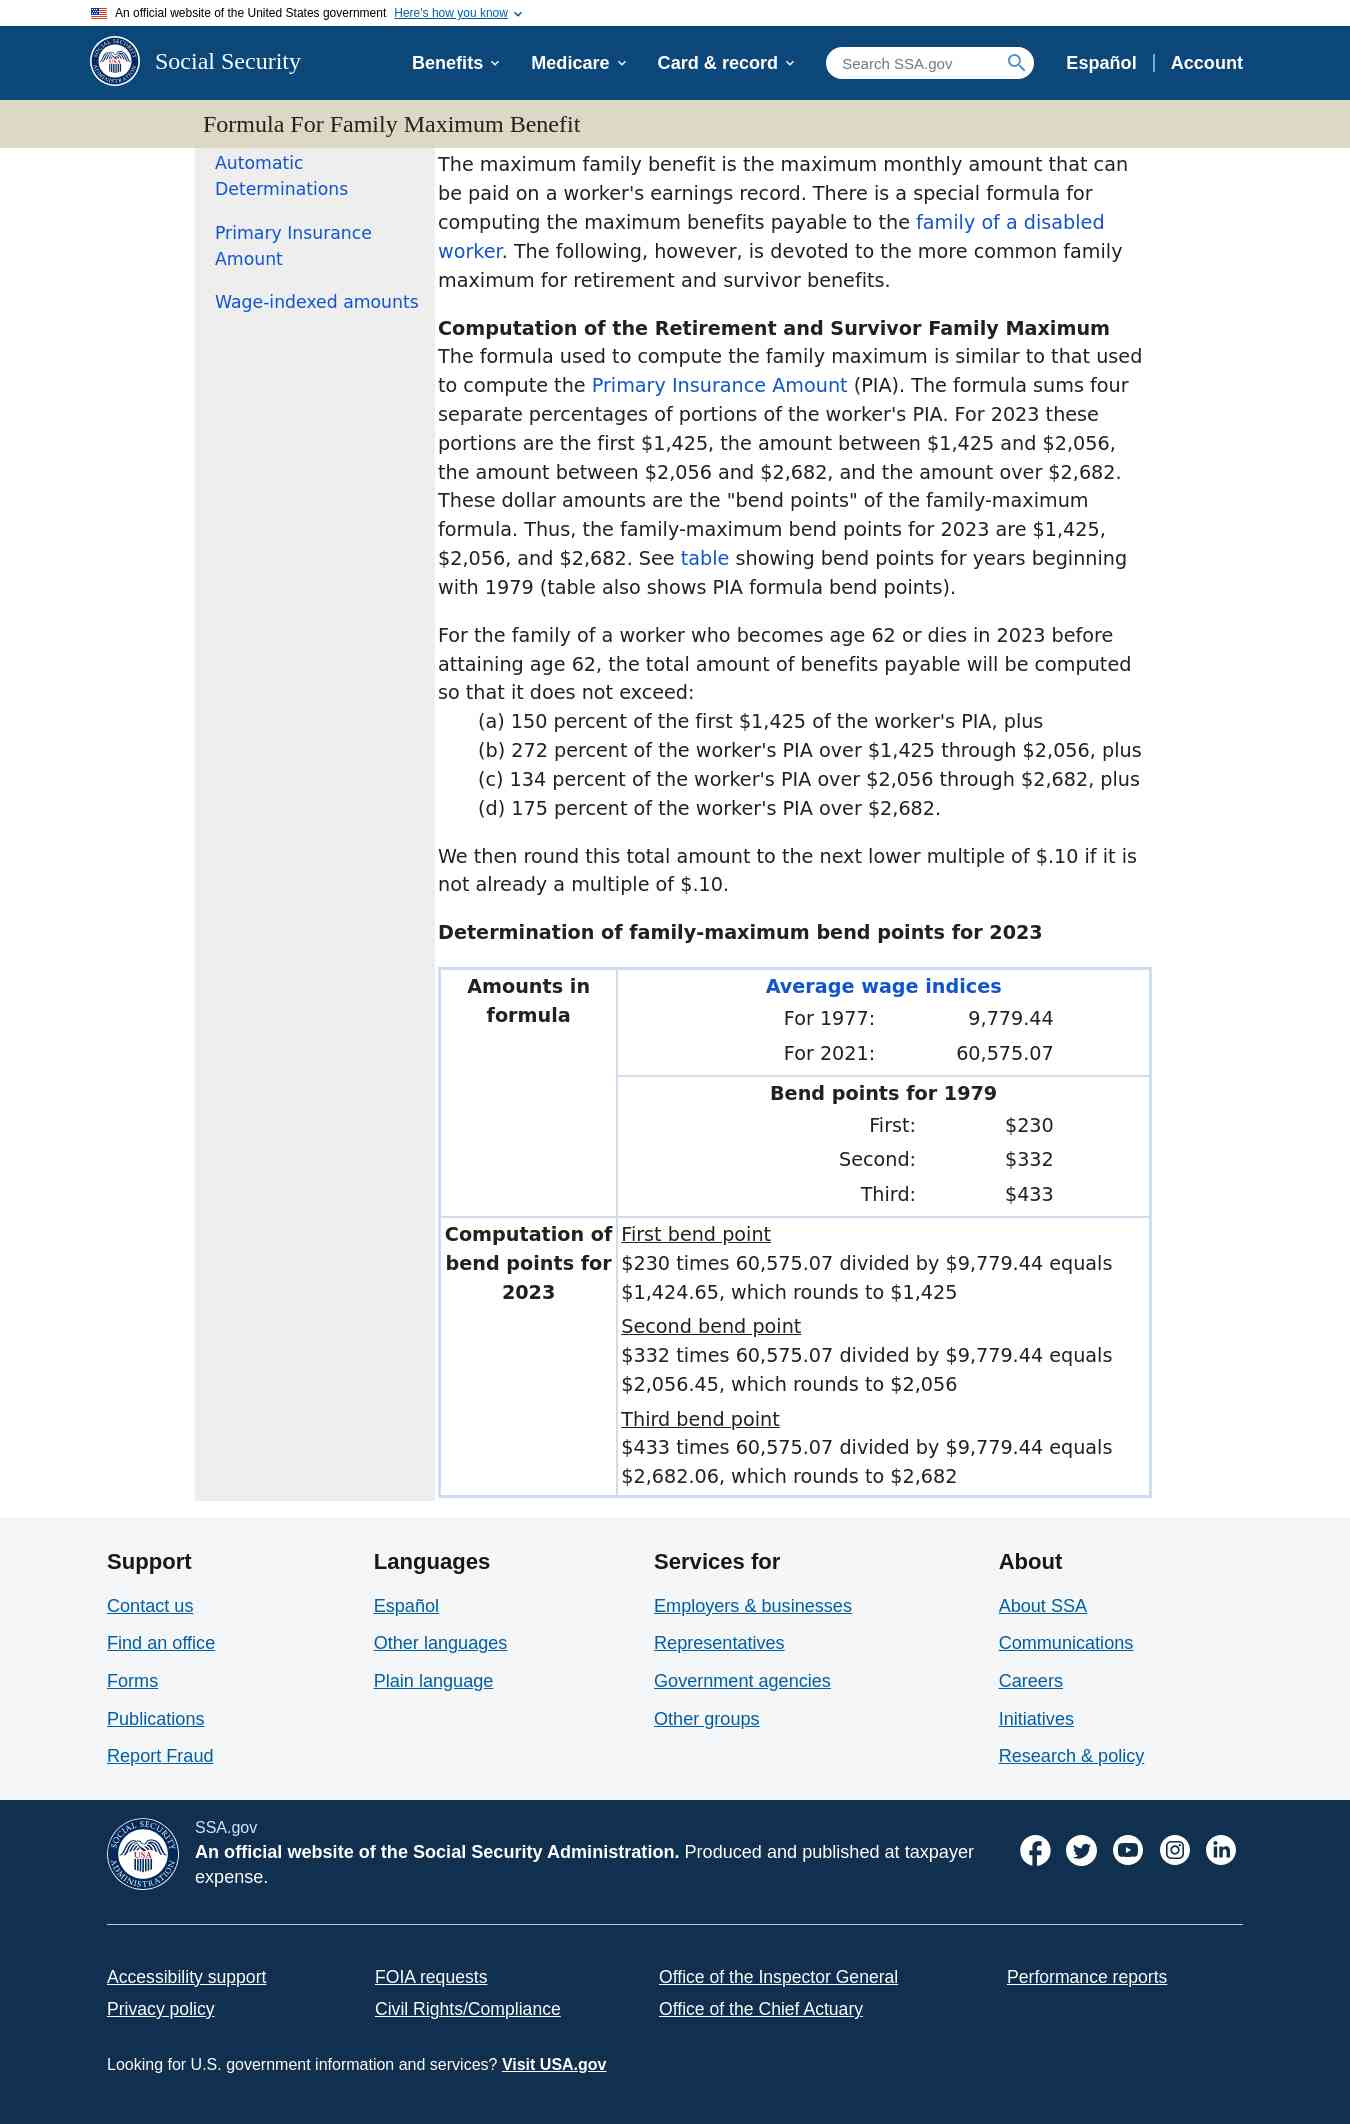 An official website of the United States government Here's how you know
Social Security
Benefits Medicare Card & record Search SSA.gov Español Account
Formula For Family Maximum Benefit
Automatic
Determinations
Primary Insurance
Amount
Wage-indexed amounts
The maximum family benefit is the maximum monthly amount that can
be paid on a worker's earnings record. There is a special formula for
computing the maximum benefits payable to the family of a disabled
worker. The following, however, is devoted to the more common family
maximum for retirement and survivor benefits.
Computation of the Retirement and Survivor Family Maximum
The formula used to compute the family maximum is similar to that used
to compute the Primary Insurance Amount (PIA). The formula sums four
separate percentages of portions of the worker's PIA. For 2023 these
portions are the first $1,425, the amount between $1,425 and $2,056,
the amount between $2,056 and $2,682, and the amount over $2,682.
These dollar amounts are the "bend points" of the family-maximum
formula. Thus, the family-maximum bend points for 2023 are $1,425,
$2,056, and $2,682. See table showing bend points for years beginning
with 1979 (table also shows PIA formula bend points).
For the family of a worker who becomes age 62 or dies in 2023 before
attaining age 62, the total amount of benefits payable will be computed
so that it does not exceed:
(a) 150 percent of the first $1,425 of the worker's PIA, plus
(b) 272 percent of the worker's PIA over $1,425 through $2,056, plus
(c) 134 percent of the worker's PIA over $2,056 through $2,682, plus
(d) 175 percent of the worker's PIA over $2,682.
We then round this total amount to the next lower multiple of $.10 if it is
not already a multiple of $.10.
Determination of family-maximum bend points for 2023
Amounts in
formula
Average wage indices
For 1977: 9,779.44
For 2021: 60,575.07
Bend points for 1979
First: $230
Second: $332
Third: $433
Computation of
bend points for
2023
First bend point
$230 times 60,575.07 divided by $9,779.44 equals
$1,424.65, which rounds to $1,425
Second bend point
$332 times 60,575.07 divided by $9,779.44 equals
$2,056.45, which rounds to $2,056
Third bend point
$433 times 60,575.07 divided by $9,779.44 equals
$2,682.06, which rounds to $2,682
Support
Contact us
Find an office
Forms
Publications
Report Fraud
Languages
Español
Other languages
Plain language
Services for
Employers & businesses
Representatives
Government agencies
Other groups
About
About SSA
Communications
Careers
Initiatives
Research & policy
SOCIAL SECURITY
USA
ADMINISTRATION
SSA.gov
An official website of the Social Security Administration. Produced and published at taxpayer
expense.
Accessibility support FOIA requests Office of the Inspector General Performance reports
Privacy policy Civil Rights/Compliance Office of the Chief Actuary
Looking for U.S. government information and services? Visit USA.gov